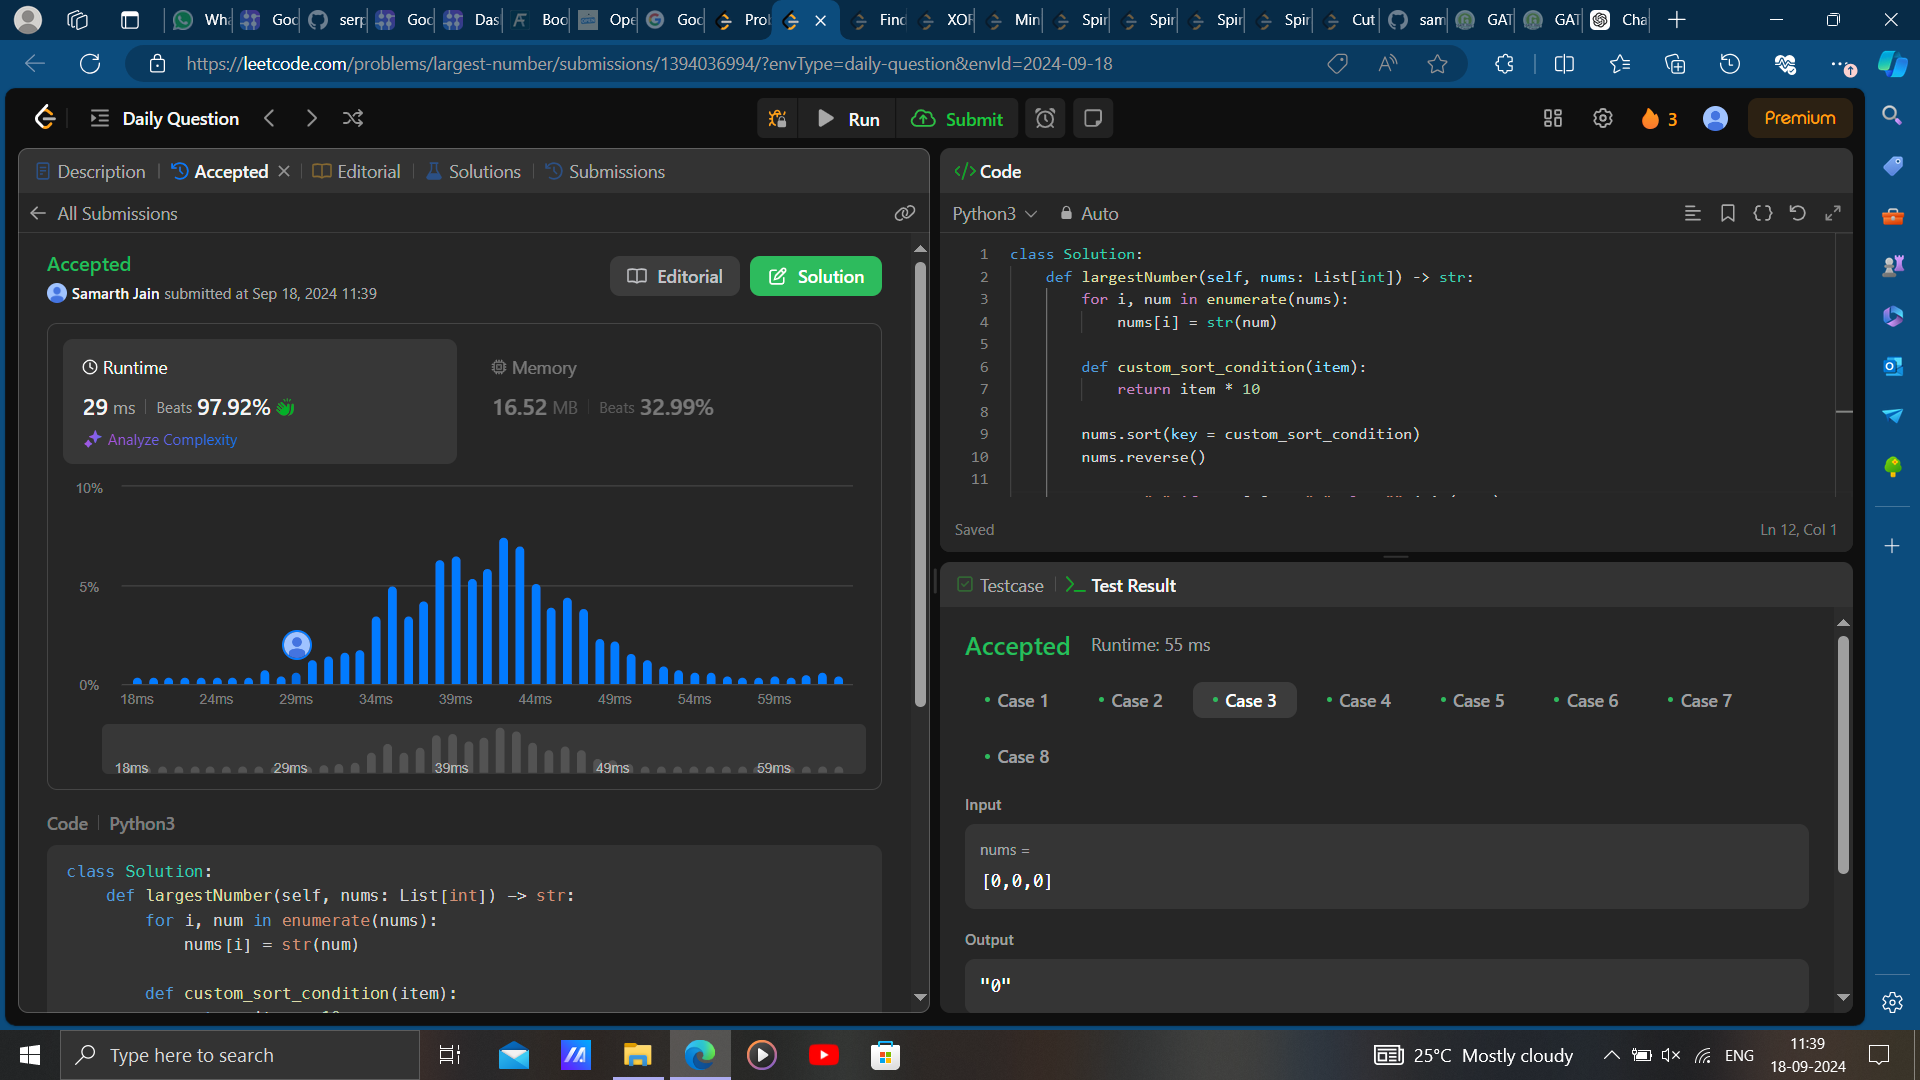 Wha
Goo
serp
Goo
Das
Boo
Ope
Goo
Prob
Find
XOR
Min
Spir
Spir
Spir
Spir
Cut
sam
GAT
GAT
Cha
https://leetcode.com/problems/largest-number/submissions/1394036994/?envType=daily-question&envId=2024-09-18
Daily Question
Run
Submit
3
Premium
Description
Accepted
Editorial
Solutions
Submissions
All Submissions
Accepted
Samarth Jain submitted at Sep 18, 2024 11:39
Editorial
Solution
Runtime
29 ms | Beats 97.92%
Analyze Complexity
Memory
16.52 MB | Beats 32.99%
10%
5%
0%
18ms 24ms 29ms 34ms 39ms 44ms 49ms 54ms 59ms
18ms 29ms 39ms 49ms 59ms
Code | Python3
class Solution:
def largestNumber(self, nums: List[int]) -> str:
for i, num in enumerate(nums):
nums[i] = str(num)
def custom_sort_condition(item):
</> Code
Python3
Auto
1 class Solution:
2 def largestNumber(self, nums: List[int]) -> str:
3 for i, num in enumerate(nums):
4 nums[i] = str(num)
5
6 def custom_sort_condition(item):
7 return item * 10
8
9 nums.sort(key = custom_sort_condition)
10 nums.reverse()
11
Saved
Ln 12, Col 1
Testcase
Test Result
Accepted
Runtime: 55 ms
Case 1
Case 2
Case 3
Case 4
Case 5
Case 6
Case 7
Case 8
Input
nums =
[0,0,0]
Output
"0"
Type here to search
25°C Mostly cloudy
ENG
11:39
18-09-2024